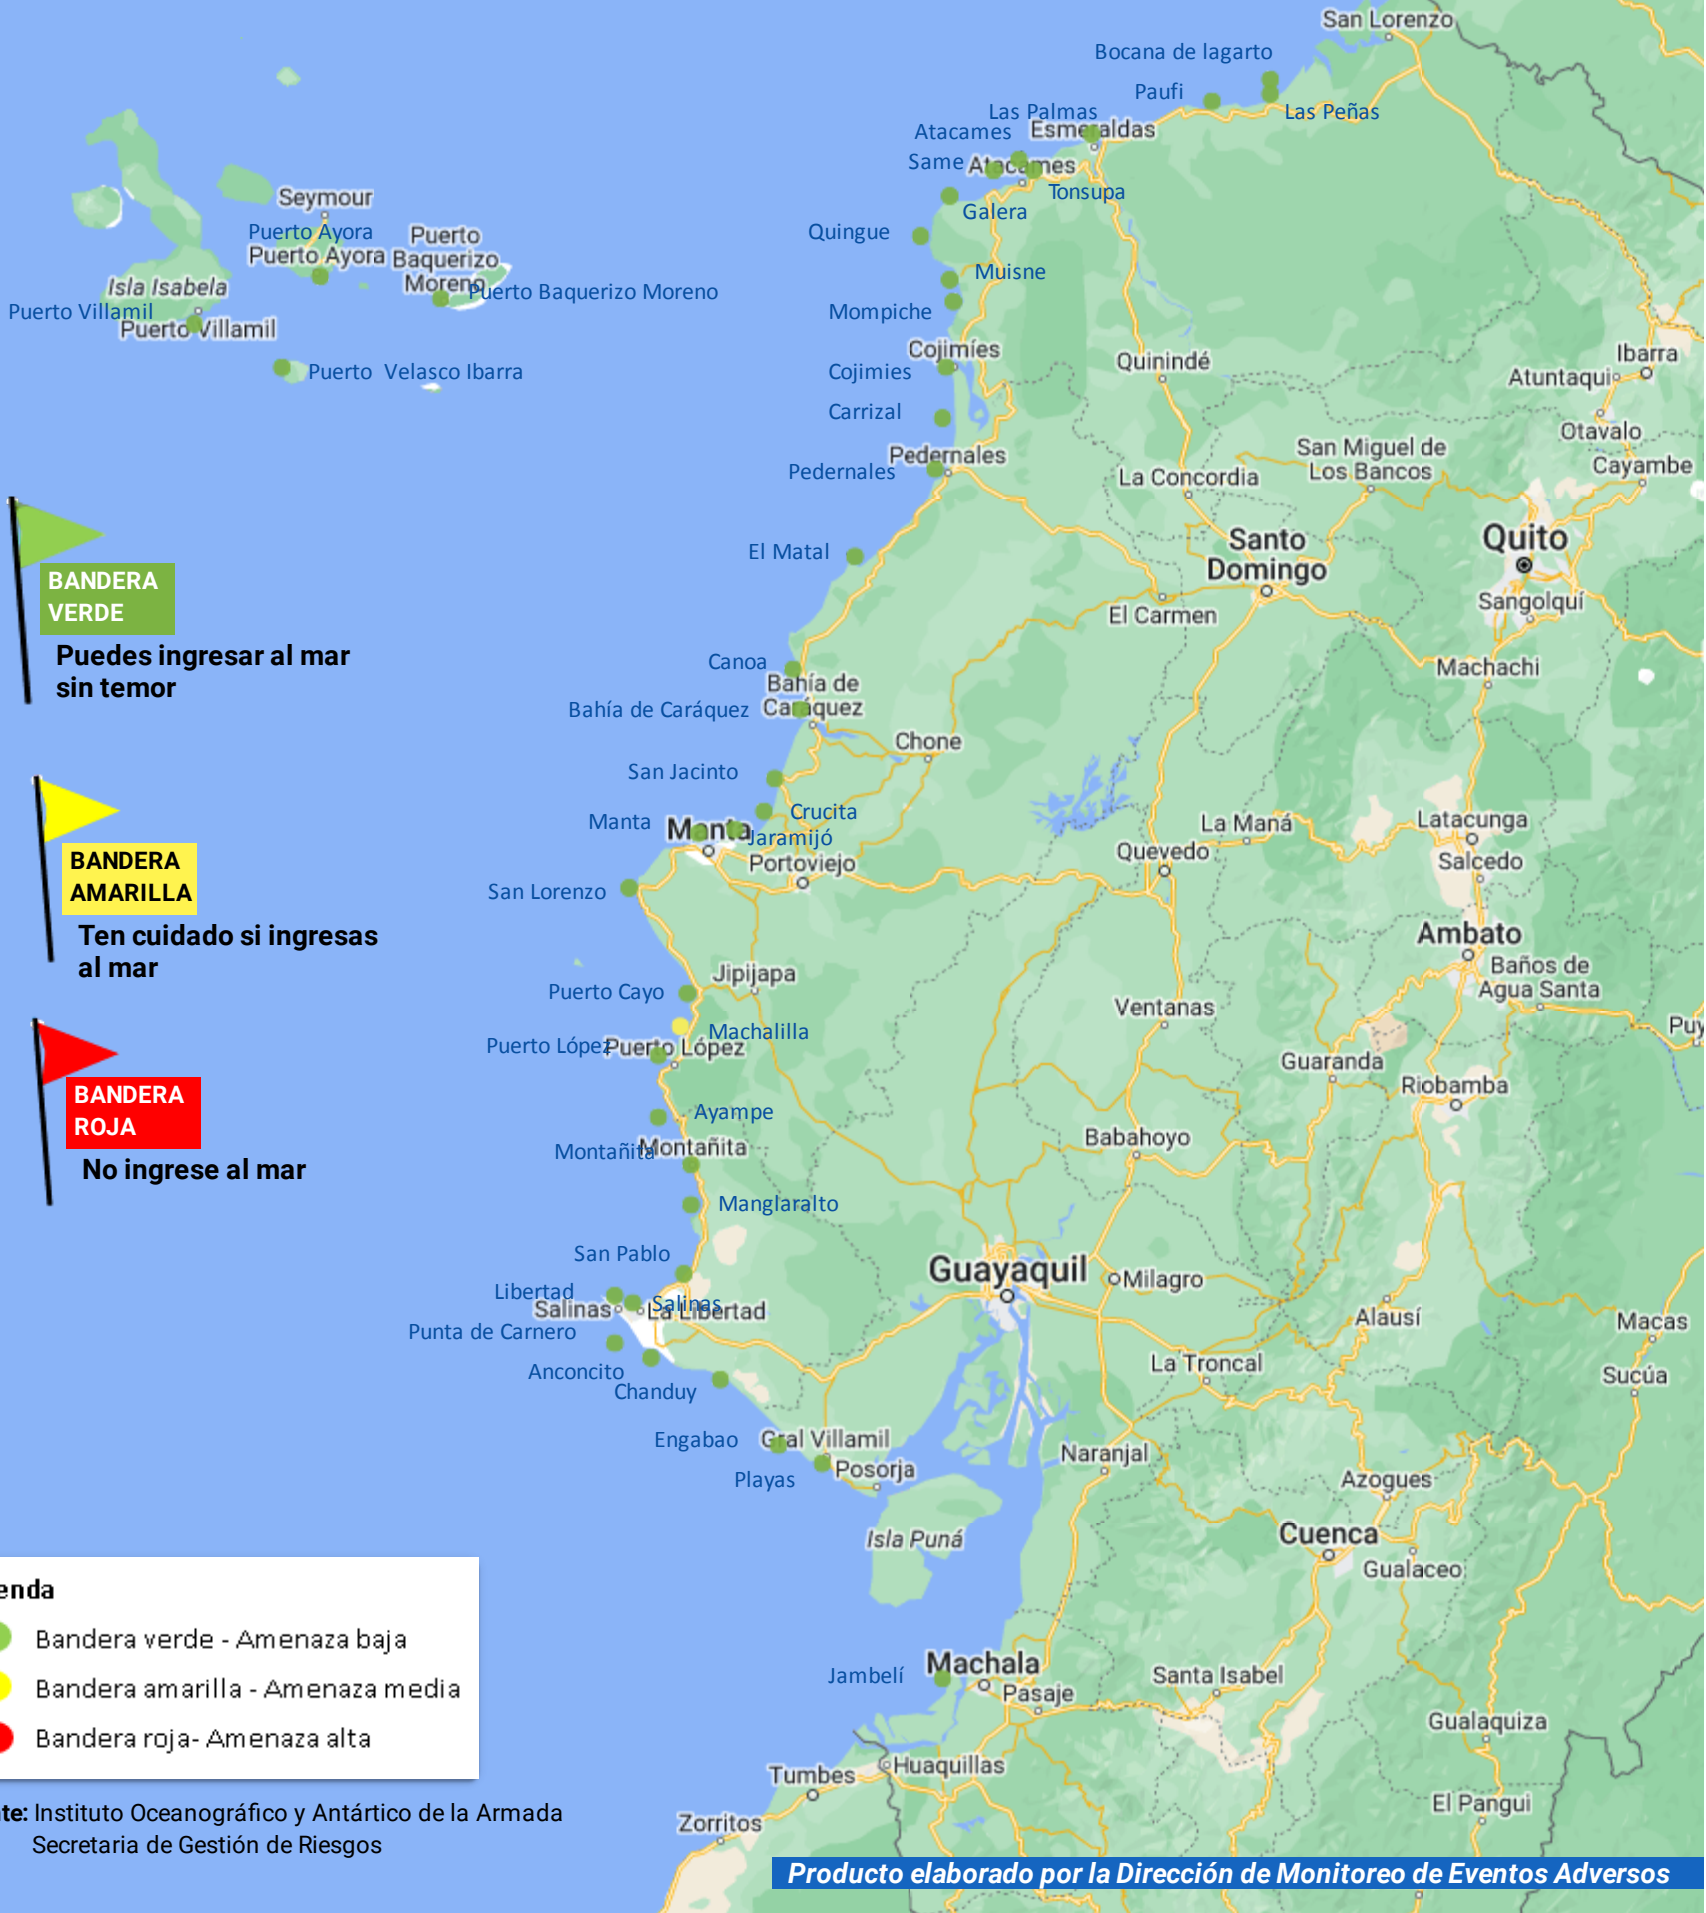 San Lorenzo
Bocana de lagarto
Paufi
Las Peñas
Las Palmas
Esmeraldas
Atacames
Same
Atacames
Tonsupa
Galera
Quingue
Muisne
Mompiche
Cojimíes
Cojimies
Carrizal
Pedernales
Pedernales
El Matal
Canoa
Bahía de
Caráquez
Bahía de Caráquez
San Jacinto
Crucita
Manta
Manta
Jaramijó
Portoviejo
San Lorenzo
Jipijapa
Puerto Cayo
Machalilla
Puerto López
Puerto López
Ayampe
Montañita
Montañita
Manglaralto
San Pablo
Libertad
Salinas
Salinas
La Libertad
Punta de Carnero
Anconcito
Chanduy
Engabao
Gral Villamil
Playas
Posorja
Isla Puná
Jambelí
Machala
Pasaje
Huaquillas
Tumbes
Zorritos
Seymour
Puerto Ayora
Puerto Ayora
Puerto
Baquerizo
Moreno
Puerto Baquerizo Moreno
Isla Isabela
Puerto Villamil
Puerto Villamil
Puerto Velasco Ibarra
Quinindé
Ibarra
Atuntaqui
Otavalo
Cayambe
San Miguel de
Los Bancos
La Concordia
Santo
Domingo
Quito
Sangolquí
El Carmen
Machachi
Chone
La Maná
Quevedo
Latacunga
Salcedo
Ambato
Baños de
Agua Santa
Puy
Ventanas
Guaranda
Riobamba
Babahoyo
Guayaquil
Milagro
Alausí
Macas
Sucúa
La Troncal
Naranjal
Azogues
Cuenca
Gualaceo
Santa Isabel
Gualaquiza
El Pangui
BANDERA
VERDE
Puedes ingresar al mar
sin temor
BANDERA
AMARILLA
Ten cuidado si ingresas
al mar
BANDERA
ROJA
No ingrese al mar
enda
Bandera verde - Amenaza baja
Bandera amarilla - Amenaza media
Bandera roja- Amenaza alta
te: Instituto Oceanográfico y Antártico de la Armada
Secretaria de Gestión de Riesgos
Producto elaborado por la Dirección de Monitoreo de Eventos Adversos